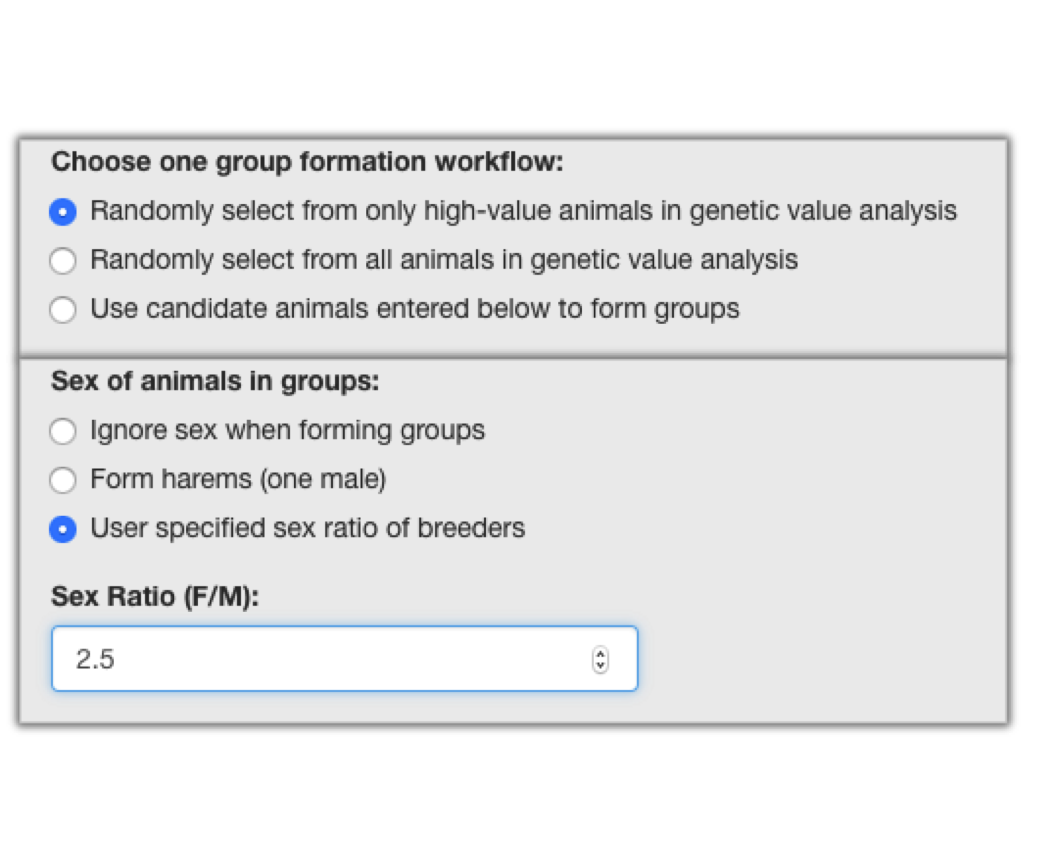 Choose one group formation workflow:
Randomly select from only high-value animals in genetic value analysis
Randomly select from all animals in genetic value analysis
Use candidate animals entered below to form groups
Sex of animals in groups:
Ignore sex when forming groups
Form harems (one male)
User specified sex ratio of breeders
Sex Ratio (F/M):
2.5